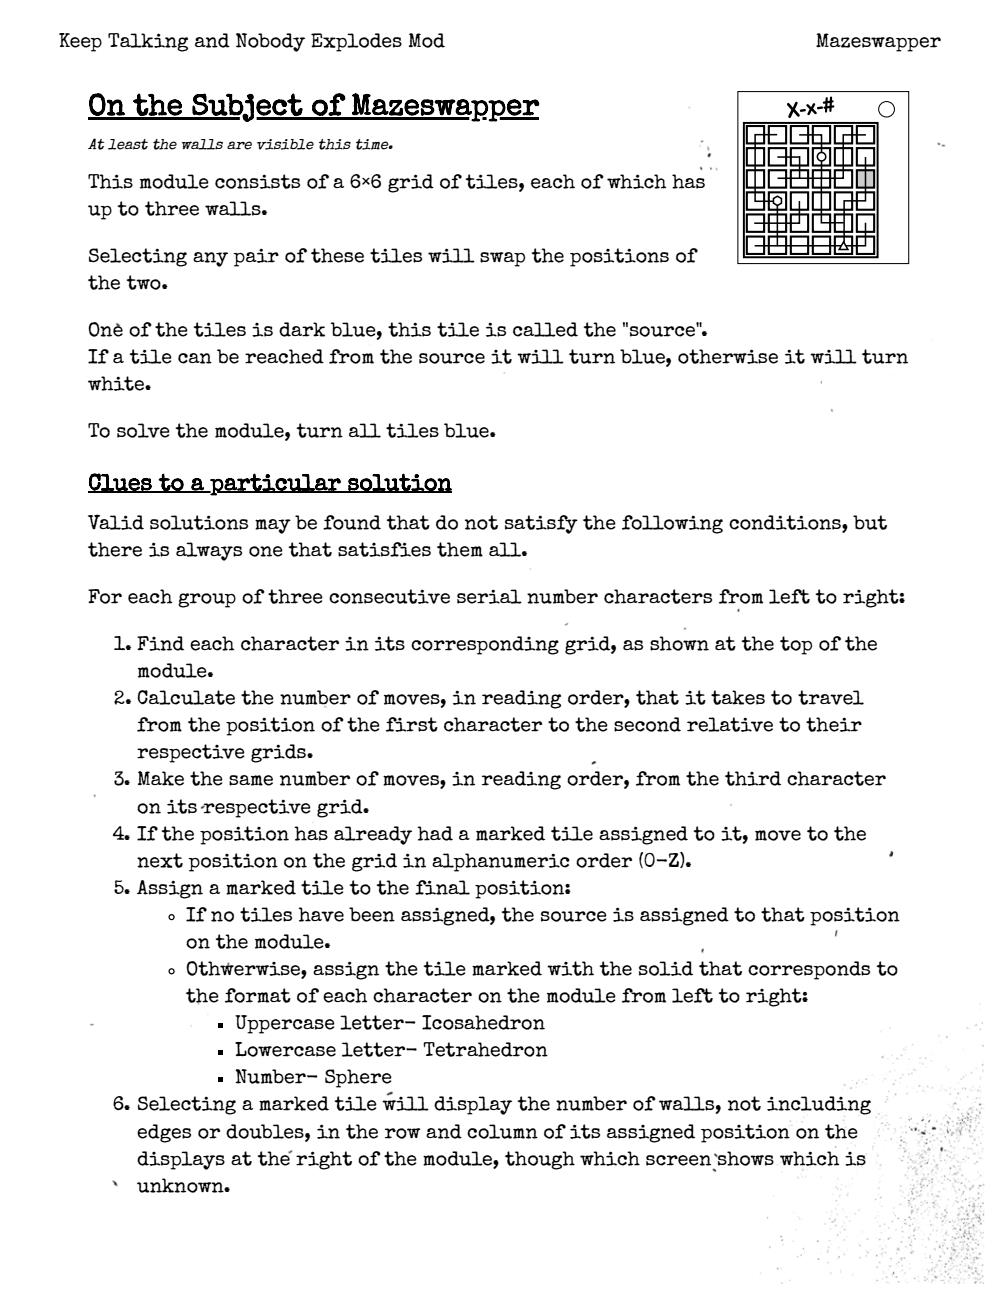 Keep Talking and Nobody Explodes Mod
Mazeswapper
On the Subject of Mazeswapper
X-x-#
At least the walls are visible this time.
This module consists of a 6×6 grid of tiles, each of which has
up to three walls.
Selecting any pair of these tiles will swap the positions of
the two.
One of the tiles is dark blue, this tile is called the "source".
If a tile can be reached from the source it will turn blue, otherwise it will turn
white.
To solve the module, turn all tiles blue.
Clues to a particular solution
Valid solutions may be found that do not satisfy the following conditions, but
there is always one that satisfies them all.
For each group of three consecutive serial number characters from left to right:
1. Find each character in its corresponding grid, as shown at the top of the
module.
2. Calculate the number of moves, in reading order, that it takes to travel
from the position of the first character to the second relative to their
respective grids.
3. Make the same number of moves, in reading order, from the third character
on its respective grid.
4. If the position has already had a marked tile assigned to it, move to the
next position on the grid in alphanumeric order (0-Z).
5. Assign a marked tile to the final position:
If no tiles have been assigned, the source is assigned to that position
on the module.
Othwerwise, assign the tile marked with the solid that corresponds to
the format of each character on the module from left to right:
Uppercase letter- Icosahedron
Lowercase letter- Tetrahedron
Number- Sphere
6. Selecting a marked tile will display the number of walls, not including
edges or doubles, in the row and column of its assigned position on the
displays at the right of the module, though which screen shows which is
unknown.